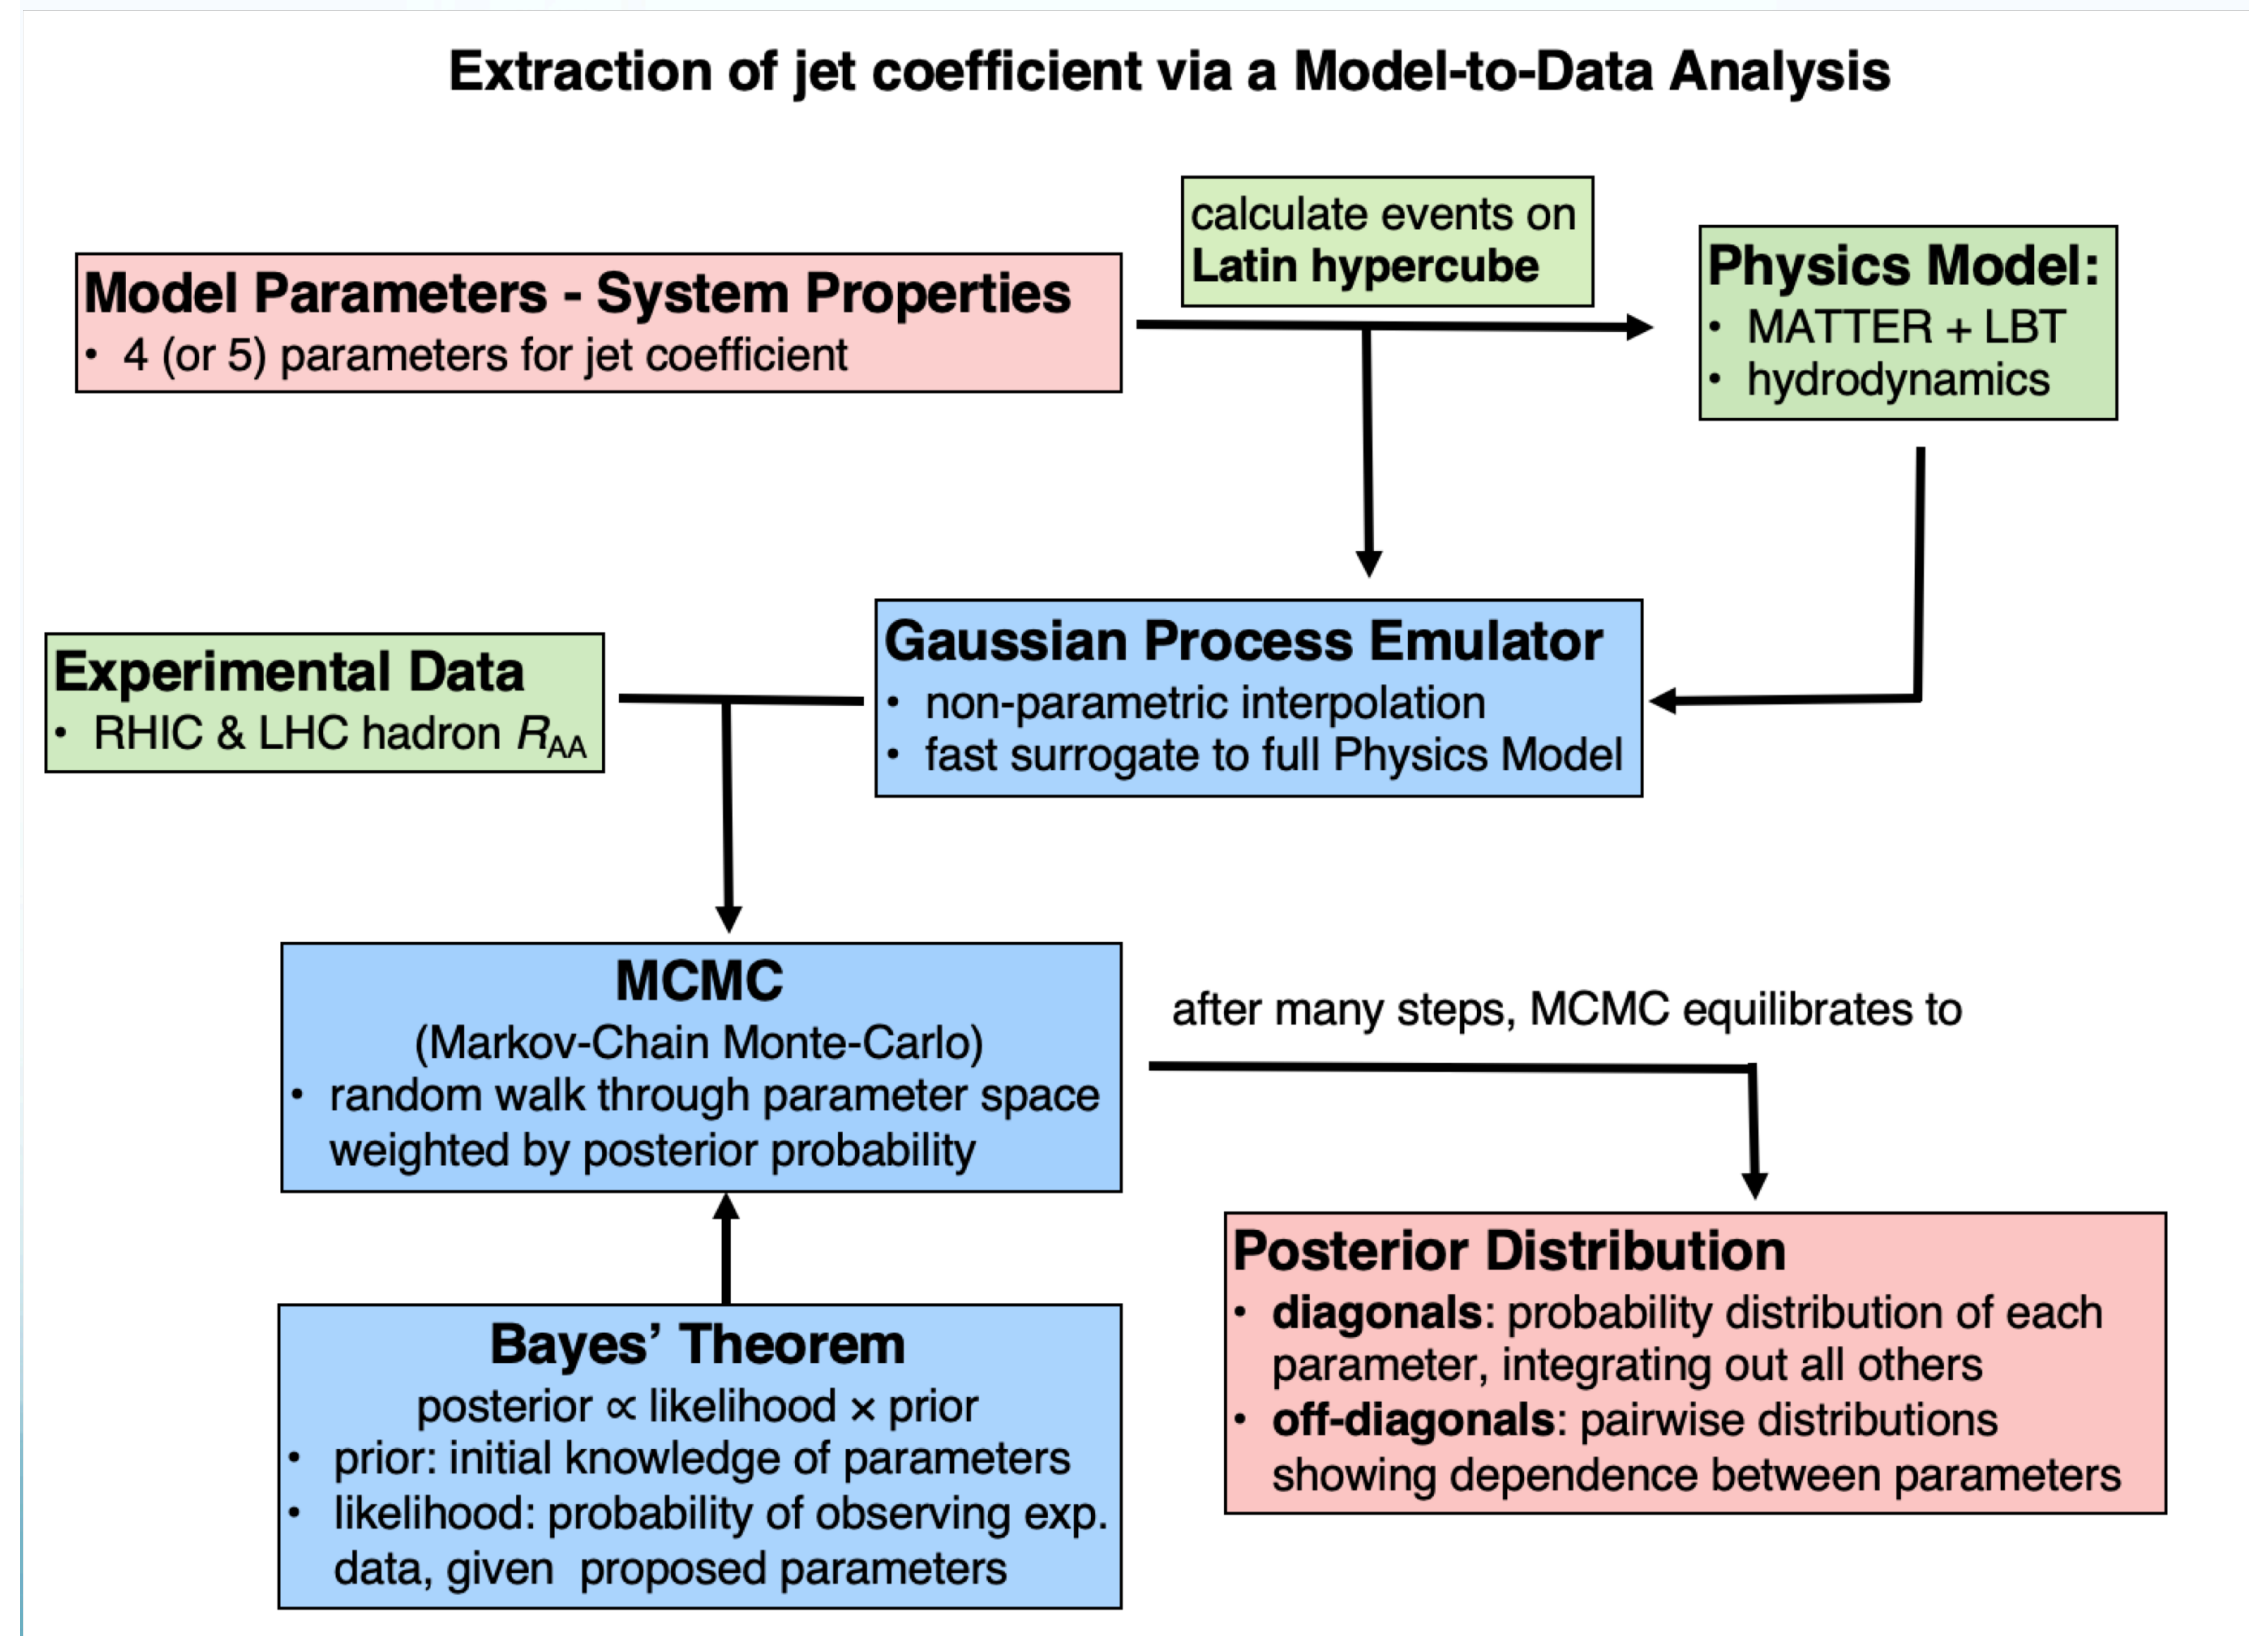 Extraction of jet coefficient via a Model-to-Data Analysis
calculate events on
Latin hypercube
Model Parameters - System Properties
• 4 (or 5) parameters for jet coefficient
Physics Model:
• MATTER + LBT
• hydrodynamics
Experimental Data
• RHIC & LHC hadron RAA
Gaussian Process Emulator
• non-parametric interpolation
• fast surrogate to full Physics Model
MCMC
(Markov-Chain Monte-Carlo)
• random walk through parameter space
weighted by posterior probability
after many steps, MCMC equilibrates to
Bayes’ Theorem
posterior ∝ likelihood × prior
• prior: initial knowledge of parameters
• likelihood: probability of observing exp.
data, given proposed parameters
Posterior Distribution
• diagonals: probability distribution of each
parameter, integrating out all others
• off-diagonals: pairwise distributions
showing dependence between parameters